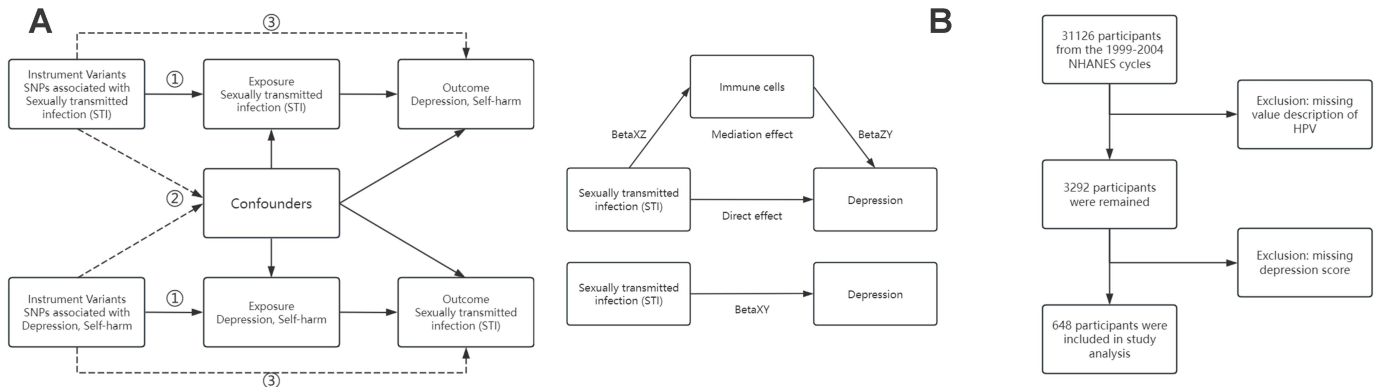 A
③
Instrument Variants
SNPs associated with
Sexually transmitted
infection (STI)
①
Exposure
Sexually transmitted
infection (STI)
Outcome
Depression, Self-harm
②
Confounders
Instrument Variants
SNPs associated with
Depression, Self-harm
①
Exposure
Depression, Self-harm
Outcome
Sexually transmitted
infection (STI)
③
Immune cells
BetaXZ
Mediation effect
BetaZY
Sexually transmitted
infection (STI)
Direct effect
Depression
Sexually transmitted
infection (STI)
BetaXY
Depression
B
31126 participants
from the 1999-2004
NHANES cycles
Exclusion: missing
value description of
HPV
3292 participants
were remained
Exclusion: missing
depression score
648 participants were
included in study
analysis